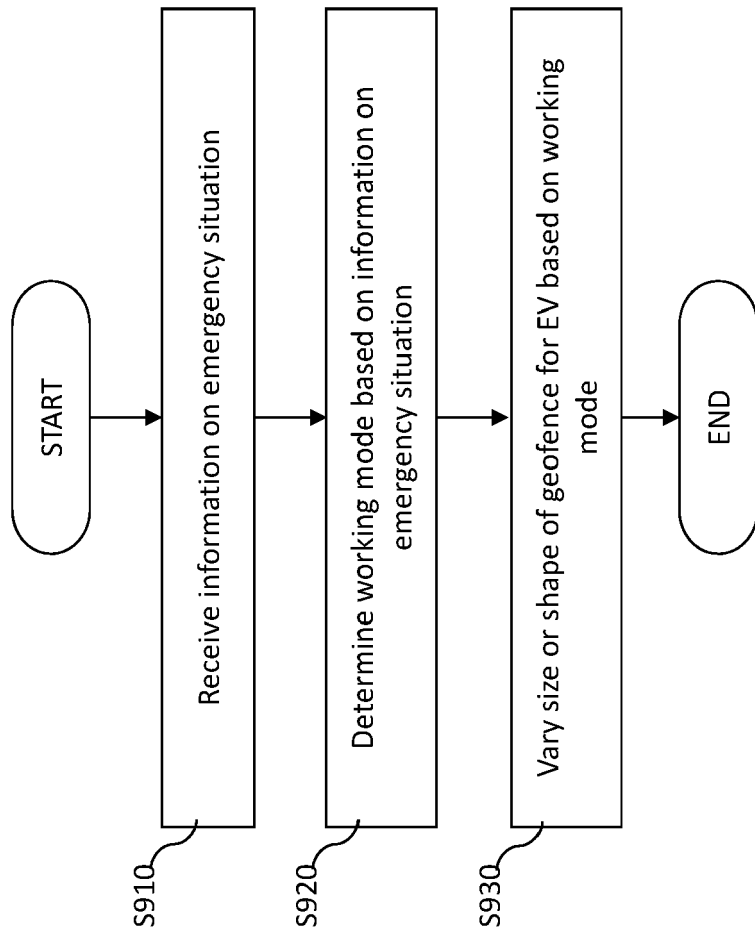 START
S910
Receive information on emergency situation
S920
Determine working mode based on information on
emergency situation
S930
Vary size or shape of geofence for EV based on working
mode
END